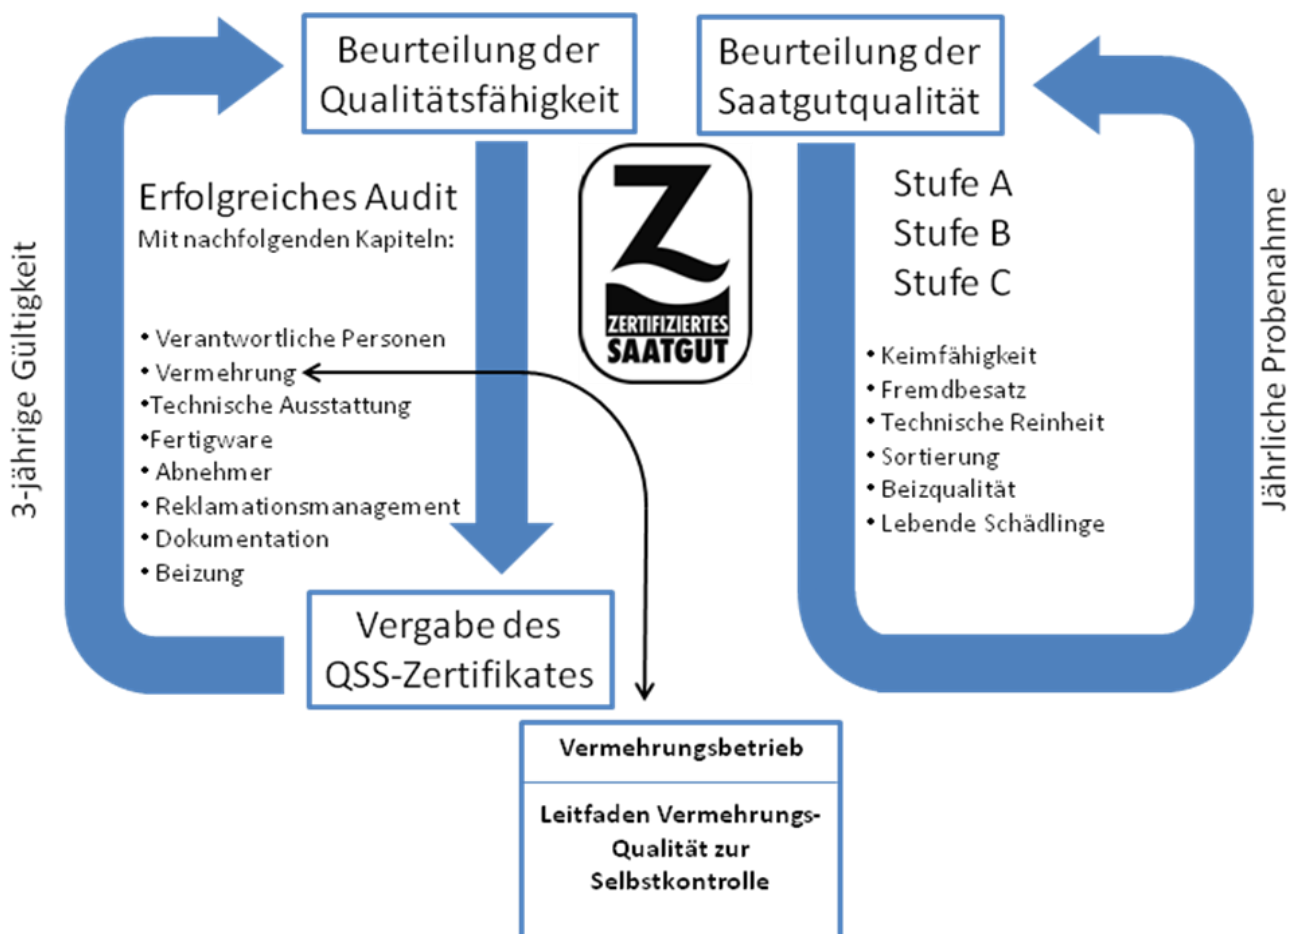 Beurteilung der
Qualitätsfähigkeit
Beurteilung der
Saatgutqualität
3-jährige Gültigkeit
Erfolgreiches Audit
Mit nachfolgenden Kapiteln:
• Verantwortliche Personen
• Vermehrung
•Technische Ausstattung
•Fertigware
• Abnehmer
• Reklamationsmanagement
• Dokumentation
• Beizung
Z
ZERTIFIZIERTES
SAATGUT
Stufe A
Stufe B
Stufe C
• Keimfähigkeit
• Fremdbesatz
• Technische Reinheit
• Sortierung
• Beizqualität
• Lebende Schädlinge
Jährliche Probenahme
Vergabe des
QSS-Zertifikates
Vermehrungsbetrieb
Leitfaden Vermehrungs-
Qualität zur
Selbstkontrolle